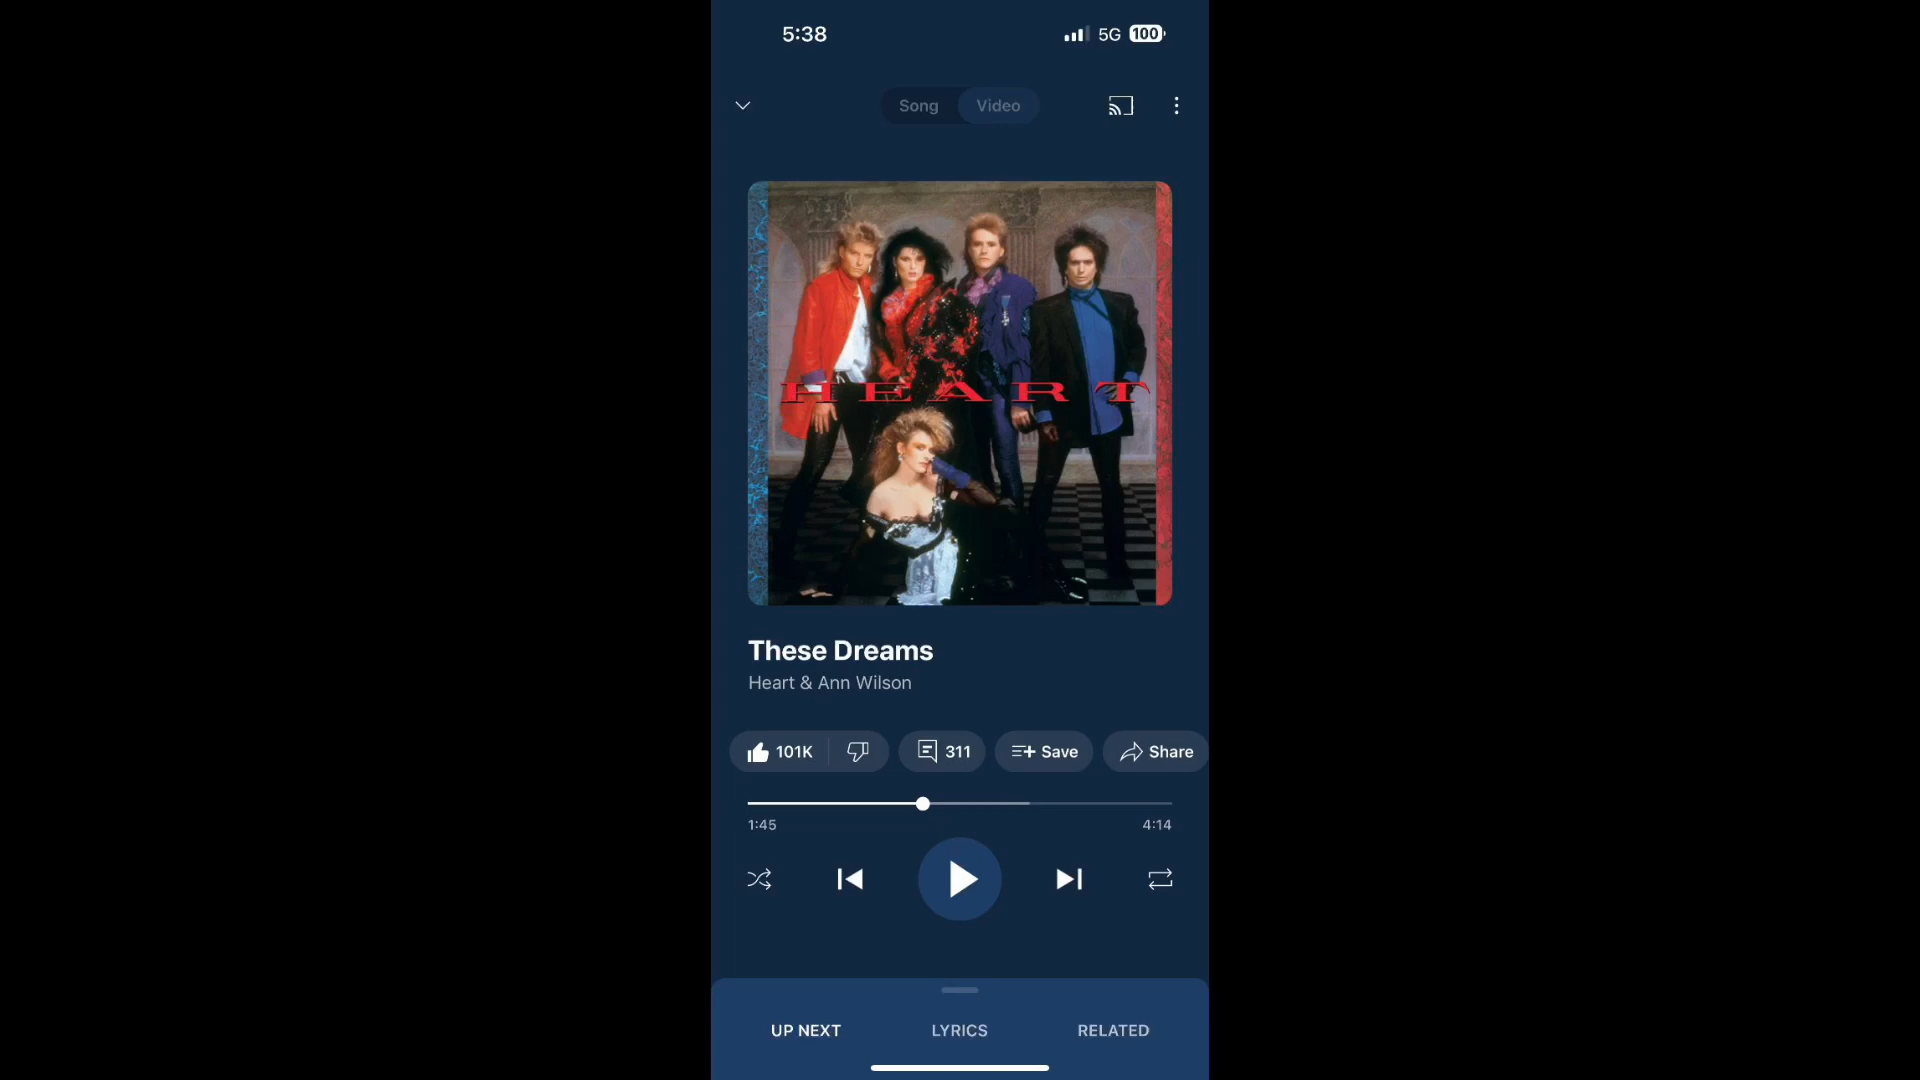 5:38
5G 100
Song Video
HEART
These Dreams
Heart & Ann Wilson
101K 311 Save Share
1:45 4:14
UP NEXT LYRICS RELATED